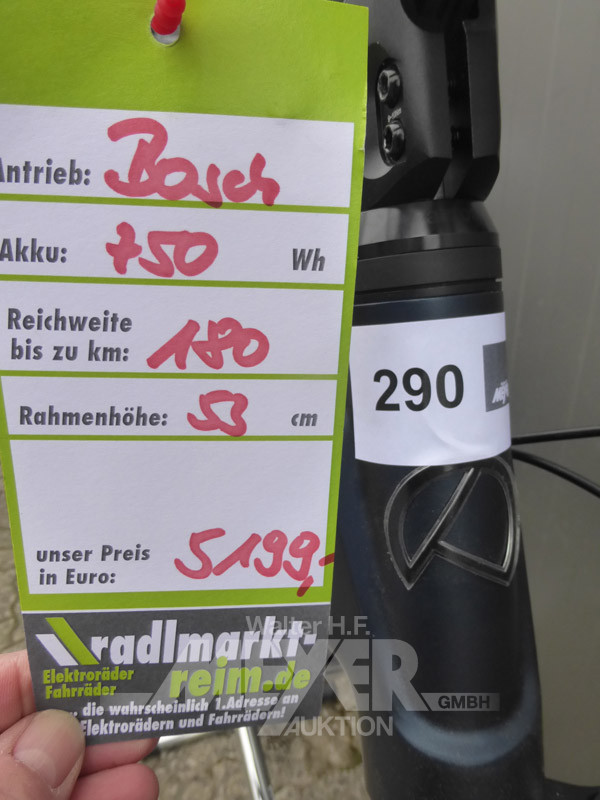 Antrieb: Bosch
Akku: 750 Wh
Reichweite
bis zu km: 180
Rahmenhöhe: 53 cm
unser Preis
in Euro: 5199,-
radlmarkt-
reim.de
Elektroräder
Fahrräder
... die wahrscheinlich 1.Adresse an
Elektrorädern und Fahrrädern!
290
Walter H.F.
MEYER
GMBH
AUKTION